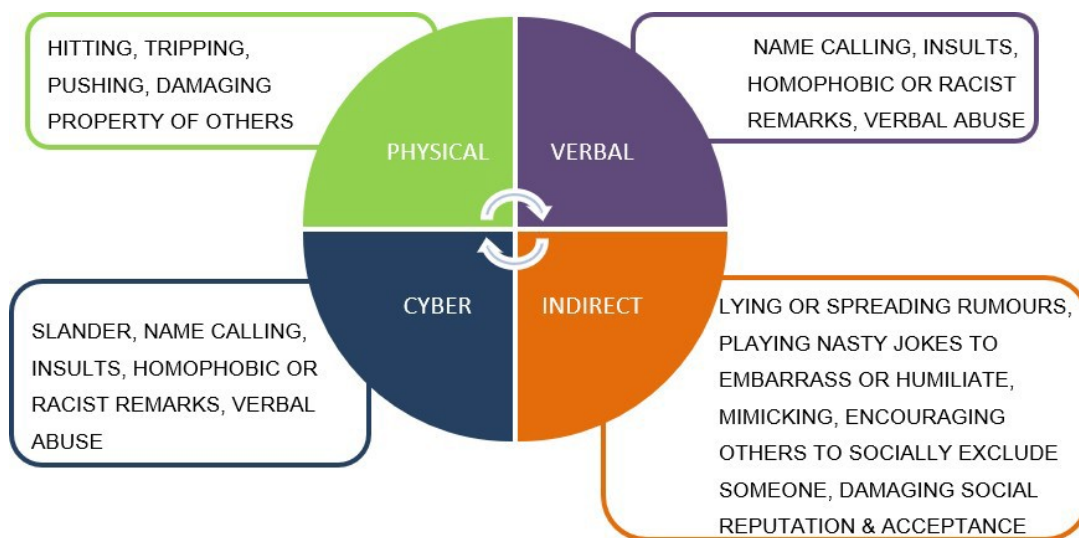 HITTING, TRIPPING,
PUSHING, DAMAGING
PROPERTY OF OTHERS
PHYSICAL
VERBAL
NAME CALLING, INSULTS,
HOMOPHOBIC OR RACIST
REMARKS, VERBAL ABUSE
CYBER
SLANDER, NAME CALLING,
INSULTS, HOMOPHOBIC OR
RACIST REMARKS, VERBAL
ABUSE
INDIRECT
LYING OR SPREADING RUMOURS,
PLAYING NASTY JOKES TO
EMBARRASS OR HUMILIATE,
MIMICKING, ENCOURAGING
OTHERS TO SOCIALLY EXCLUDE
SOMEONE, DAMAGING SOCIAL
REPUTATION & ACCEPTANCE